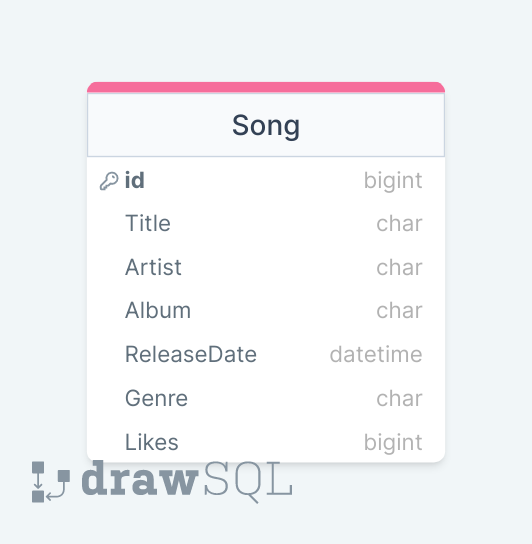 Song
id bigint
Title char
Artist char
Album char
ReleaseDate datetime
Genre char
Likes bigint
drawSQL